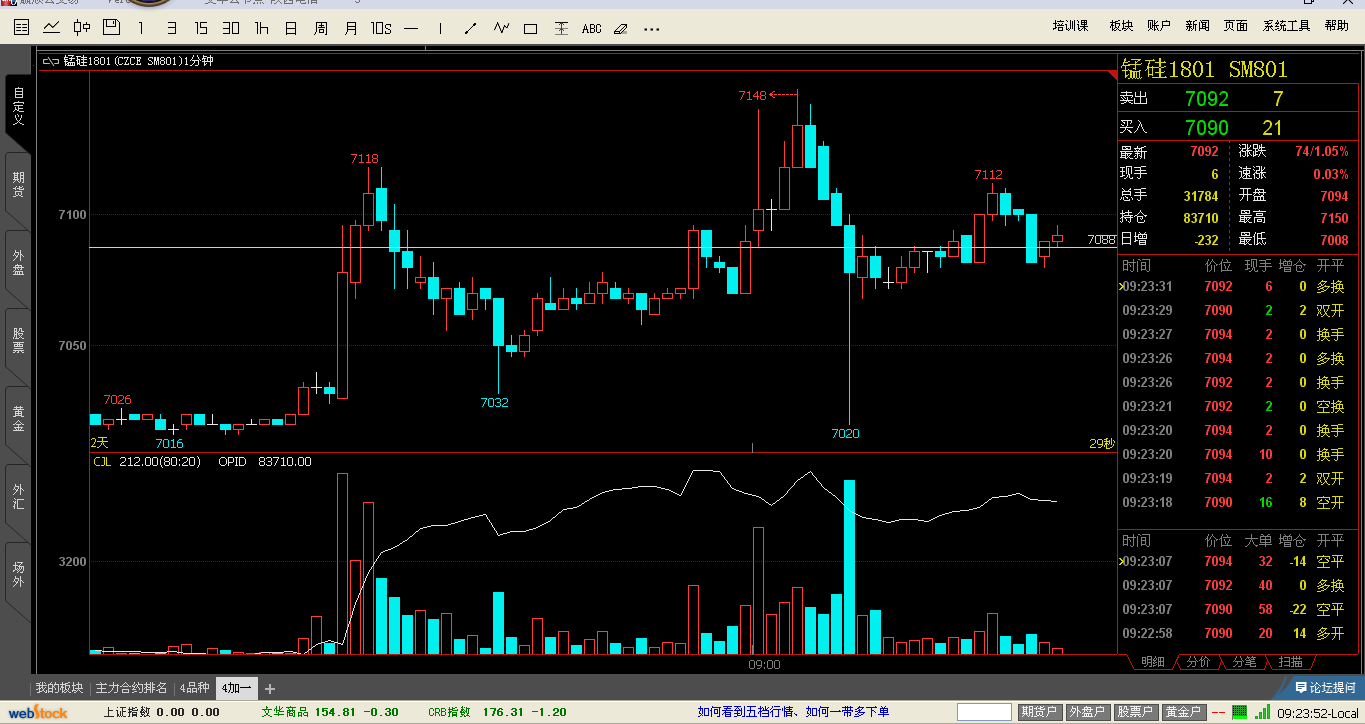 1 3 15 30 1h 日 周 月 10S ABC 培训课 板块 账户 新闻 页面 系统工具 帮助
锰硅1801(CZCE SM801)1分钟
锰硅1801 SM801
卖出 7092 7
买入 7090 21
最新 7092 涨跌 74/1.05%
现手 6 速涨 0.03%
总手 31784 开盘 7094
持仓 83710 最高 7150
日增 -232 最低 7008
时间 价位 现手 增仓 开平
09:23:31 7092 6 0 多换
09:23:29 7090 2 2 双开
09:23:27 7094 2 0 换手
09:23:26 7094 2 0 多换
09:23:26 7092 2 0 换手
09:23:21 7092 2 0 空换
09:23:20 7094 2 0 换手
09:23:20 7094 10 0 换手
09:23:19 7094 2 2 双开
09:23:18 7090 16 8 空开
时间 价位 大单 增仓 开平
09:23:07 7094 32 -14 空平
09:23:07 7092 40 0 多换
09:23:07 7090 58 -22 空平
09:22:58 7090 20 14 多开
明细 分价 分笔 扫描
自定义
期货
外盘
股票
黄金
外汇
场外
7148
7118
7112
7100
7088
7050
7032
7026
7020
2天 7016 29秒
CJL 212.00(80:20) OPID 83710.00
3200
09:00
我的板块 主力合约排名 4品种 4加一 +
论坛提问
webStock 上证指数 0.00 0.00 文华商品 154.81 -0.30 CRB指数 176.31 -1.20 如何看到五档行情、如何一带多下单 期货户 外盘户 股票户 黄金户 -- 09:23:52-Local